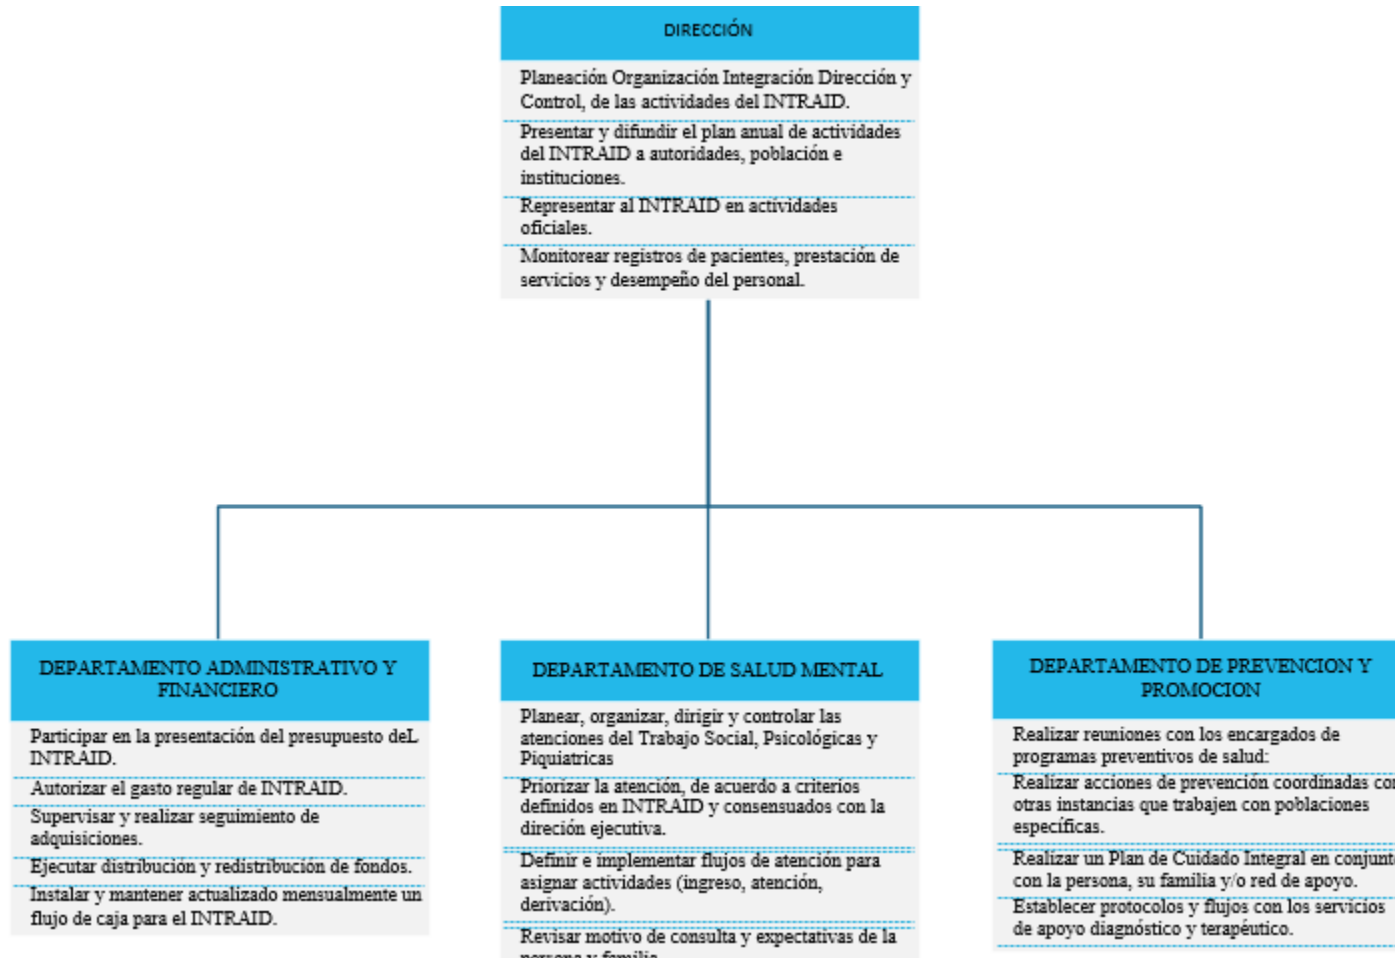 DIRECCIÓN
Planeación Organización Integración Dirección y
Control, de las actividades del INTRAID.
Presentar y difundir el plan anual de actividades
del INTRAID a autoridades, población e
instituciones.
Representar al INTRAID en actividades
oficiales.
Monitorear registros de pacientes, prestación de
servicios y desempeño del personal.
DEPARTAMENTO ADMINISTRATIVO Y
FINANCIERO
Participar en la presentación del presupuesto deL
INTRAID.
Autorizar el gasto regular de INTRAID.
Supervisar y realizar seguimiento de
adquisiciones.
Ejecutar distribución y redistribución de fondos.
Instalar y mantener actualizado mensualmente un
flujo de caja para el INTRAID.
DEPARTAMENTO DE SALUD MENTAL
Planear, organizar, dirigir y controlar las
atenciones del Trabajo Social, Psicológicas y
Piquiatricas
Priorizar la atención, de acuerdo a criterios
definidos en INTRAID y consensuados con la
direción ejecutiva.
Definir e implementar flujos de atención para
asignar actividades (ingreso, atención,
derivación).
Revisar motivo de consulta y expectativas de la
persona y familia
DEPARTAMENTO DE PREVENCION Y
PROMOCION
Realizar reuniones con los encargados de
programas preventivos de salud:
Realizar acciones de prevención coordinadas con
otras instancias que trabajen con poblaciones
específicas.
Realizar un Plan de Cuidado Integral en conjunto
con la persona, su familia y/o red de apoyo.
Establecer protocolos y flujos con los servicios
de apoyo diagnóstico y terapéutico.